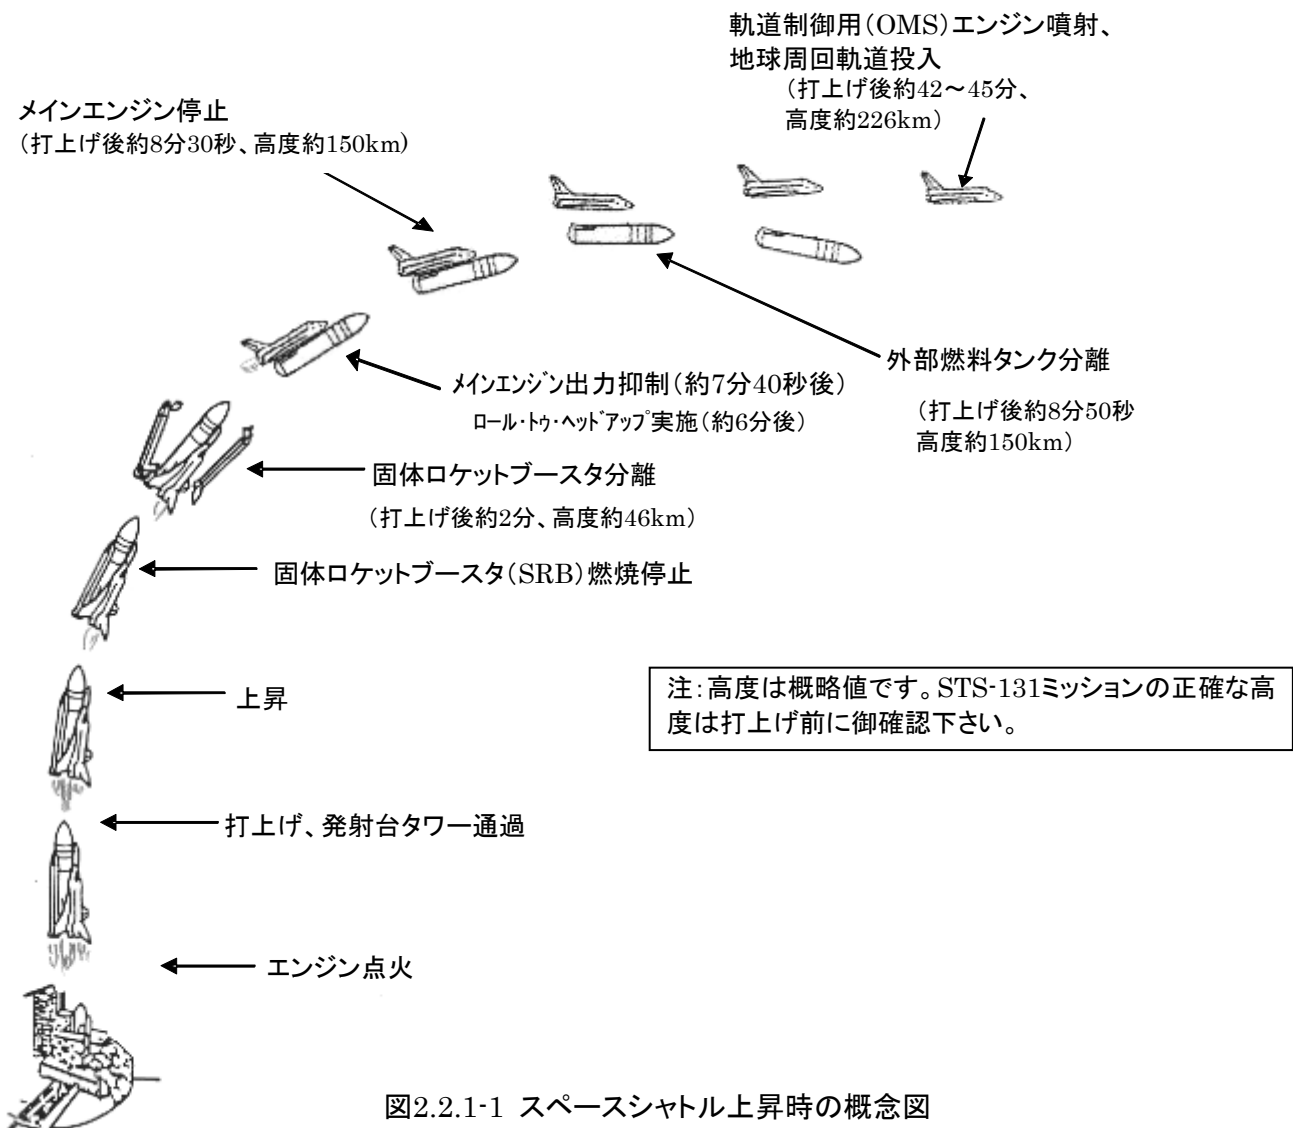 軌道制御用(OMS)エンジン噴射、
地球周回軌道投入
(打上げ後約42～45分、
高度約226km)
メインエンジン停止
(打上げ後約8分30秒、高度約150km)
外部燃料タンク分離
(打上げ後約8分50秒
高度約150km)
メインエンジン出力抑制(約7分40秒後)
ロール・トゥ・ヘッドアップ実施(約6分後)
固体ロケットブースタ分離
(打上げ後約2分、高度約46km)
固体ロケットブースタ(SRB)燃焼停止
上昇
注:高度は概略値です。STS-131ミッションの正確な高
度は打上げ前に御確認下さい。
打上げ、発射台タワー通過
エンジン点火
図2.2.1-1 スペースシャトル上昇時の概念図